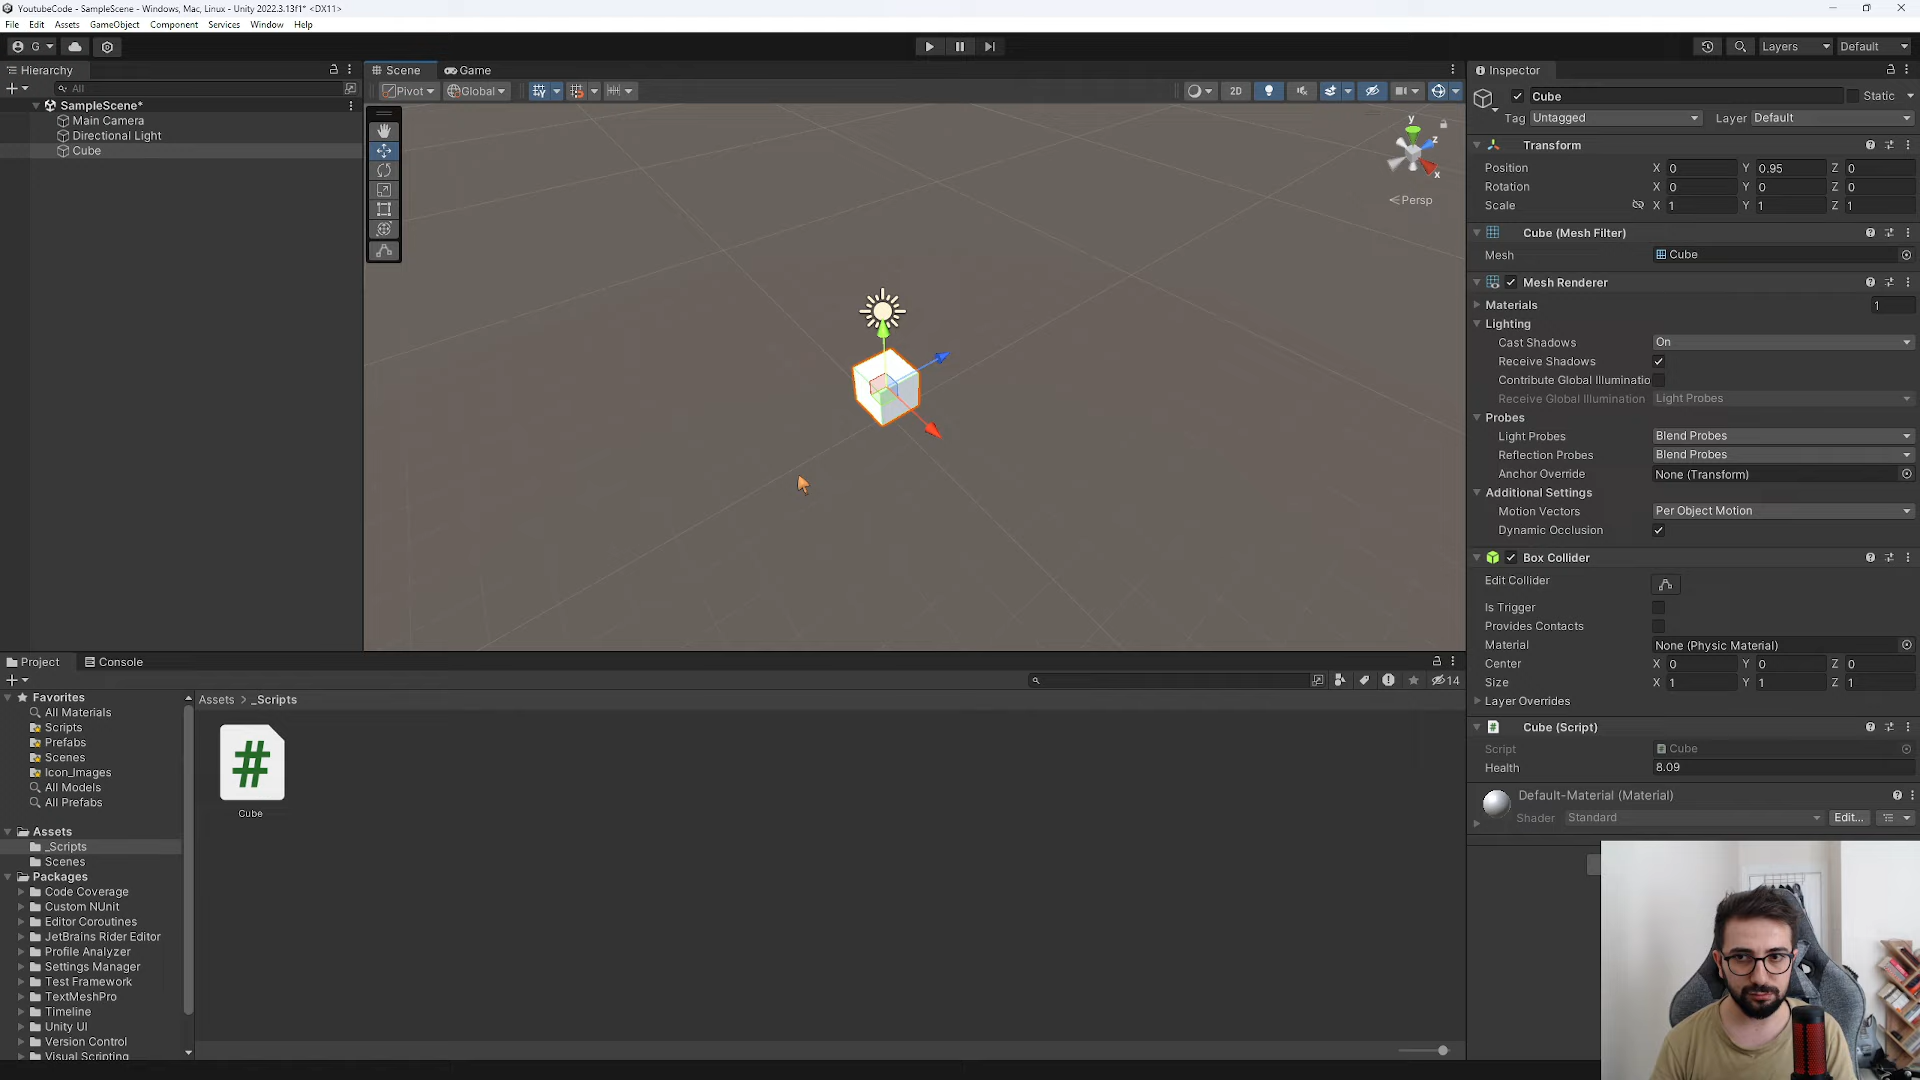 YoutubeCode - SampleScene - Windows, Mac, Linux - Unity 2022.3.13f1* <DX11>
File Edit Assets GameObject Component Services Window Help
G Layers Default
Hierarchy
All
SampleScene*
Main Camera
Directional Light
Cube
Scene Game
Pivot Global 2D
y
z
x
Persp
Inspector
Cube Static
Tag Untagged Layer Default
Transform
Position X 0 Y 0.95 Z 0
Rotation X 0 Y 0 Z 0
Scale X 1 Y 1 Z 1
Cube (Mesh Filter)
Mesh Cube
Mesh Renderer
Materials 1
Lighting
Cast Shadows On
Receive Shadows
Contribute Global Illuminatio
Receive Global Illumination Light Probes
Probes
Light Probes Blend Probes
Reflection Probes Blend Probes
Anchor Override None (Transform)
Additional Settings
Motion Vectors Per Object Motion
Dynamic Occlusion
Box Collider
Edit Collider
Is Trigger
Provides Contacts
Material None (Physic Material)
Center X 0 Y 0 Z 0
Size X 1 Y 1 Z 1
Layer Overrides
Cube (Script)
Script Cube
Health 8.09
Default-Material (Material)
Shader Standard Edit...
Project Console
14
Favorites
All Materials
Scripts
Prefabs
Scenes
Icon_Images
All Models
All Prefabs
Assets
_Scripts
Scenes
Packages
Code Coverage
Custom NUnit
Editor Coroutines
JetBrains Rider Editor
Profile Analyzer
Settings Manager
Test Framework
TextMeshPro
Timeline
Unity UI
Version Control
Visual Scripting
Assets > _Scripts
#
Cube